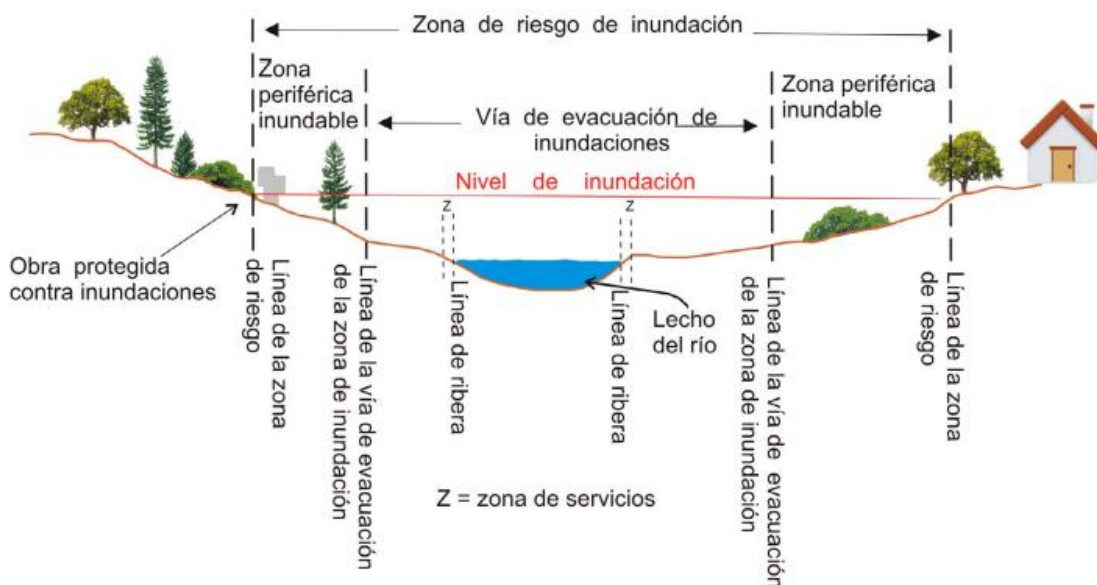 Zona de riesgo de inundación
Zona
periférica
inundable
Vía de evacuación de
inundaciones
Zona periférica
inundable
Nivel de inundación
z
z
Obra protegida
contra inundaciones
Línea de la zona
de riesgo
Línea de la vía de evacuación
de la zona de inundación
Línea de ribera
Línea de ribera
Lecho
del río
Línea de la vía de evacuación
de la zona de inundación
Línea de la zona
de riesgo
Z = zona de servicios